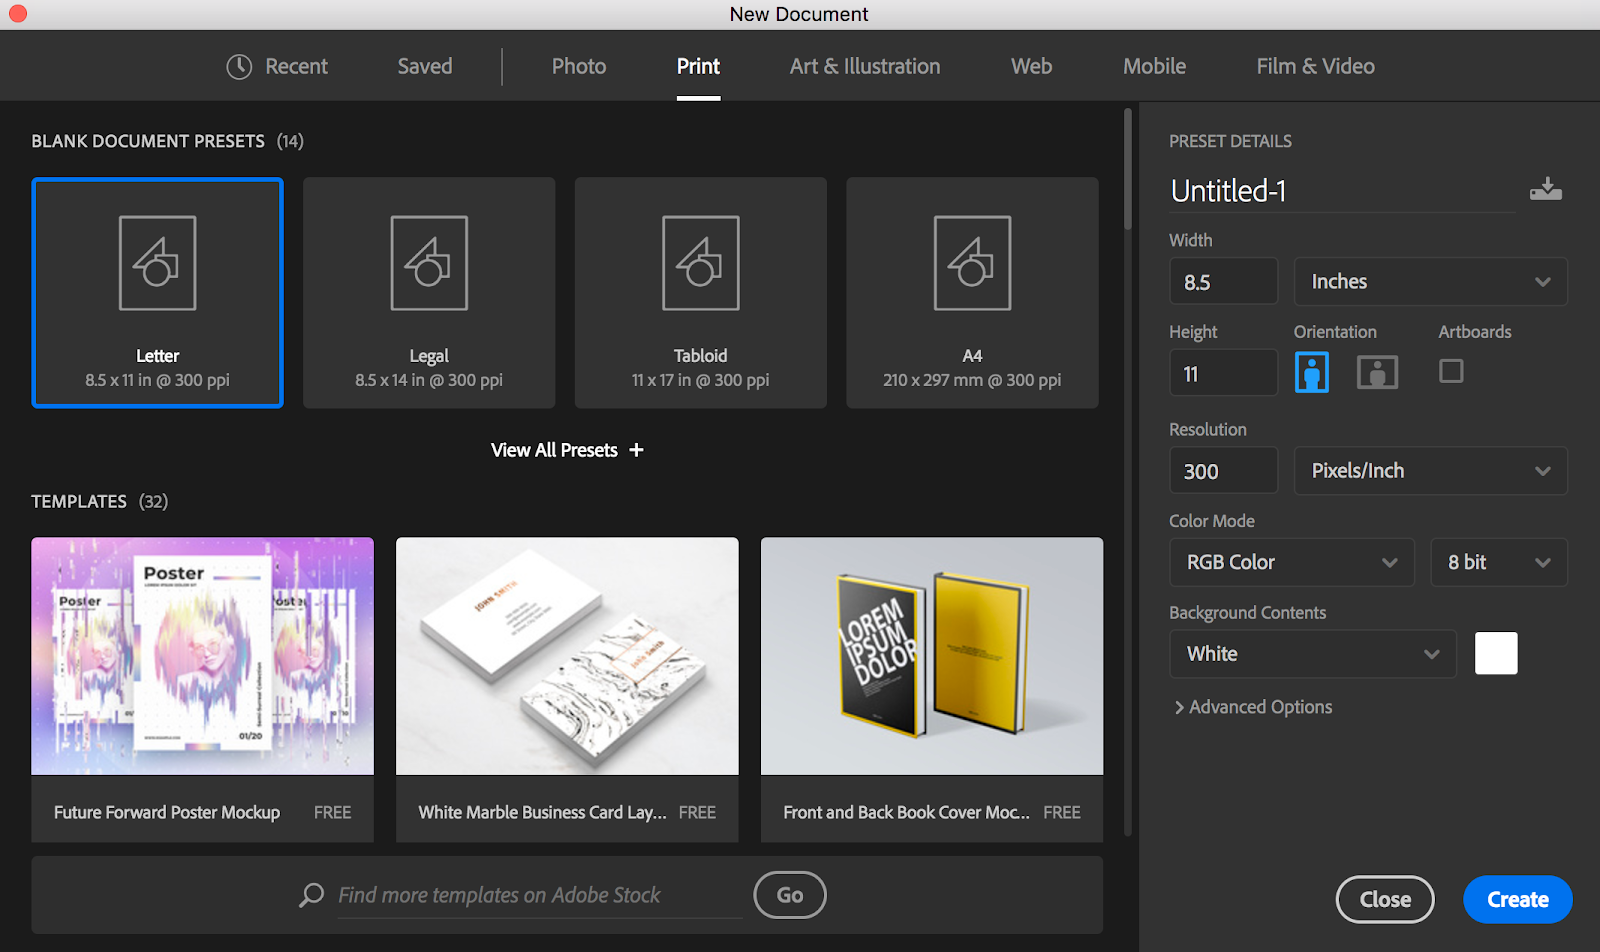 New Document
Recent
Saved
Photo
Print
Art & Illustration
Web
Mobile
Film & Video
BLANK DOCUMENT PRESETS (14)
Letter
8.5 x 11 in @ 300 ppi
Legal
8.5 x 14 in @ 300 ppi
Tabloid
11 x 17 in @ 300 ppi
A4
210 x 297 mm @ 300 ppi
View All Presets +
TEMPLATES (32)
Poster
Poster
01/20
JOHN SMITH
John Smith
LOREM
IPSUM
DOLOR
Future Forward Poster Mockup FREE
White Marble Business Card Lay... FREE
Front and Back Book Cover Moc... FREE
Find more templates on Adobe Stock
Go
PRESET DETAILS
Untitled-1
Width
8.5
Inches
Height
Orientation
Artboards
11
Resolution
300
Pixels/Inch
Color Mode
RGB Color
8 bit
Background Contents
White
Advanced Options
Close
Create